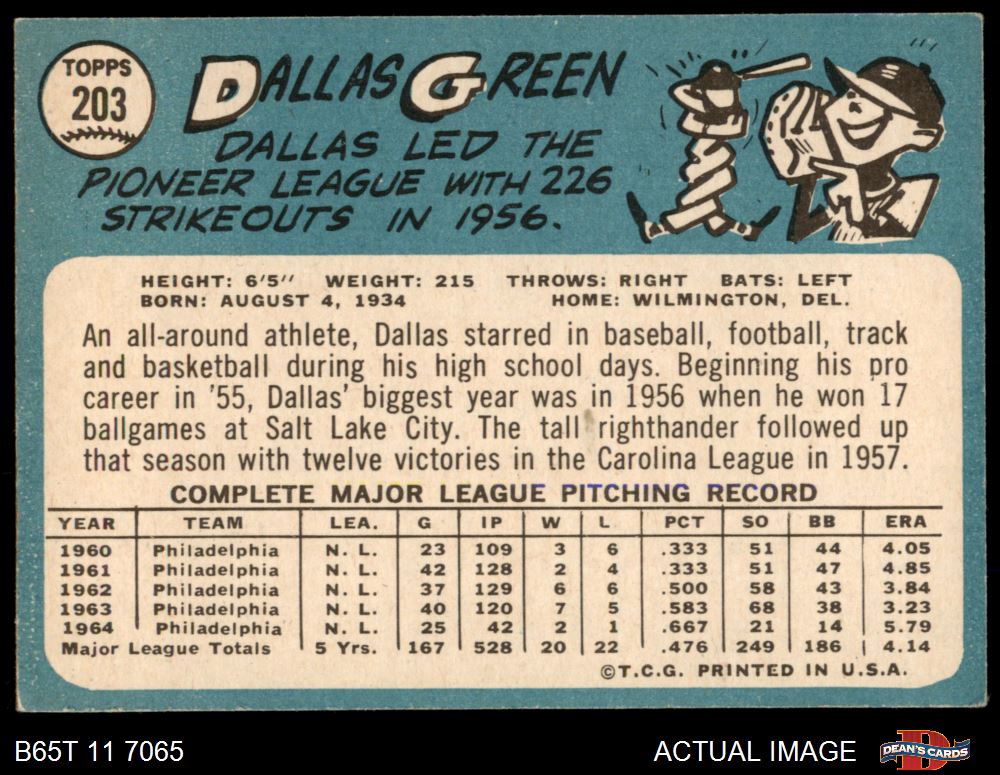 TOPPS
203
DALLAS GREEN
DALLAS LED THE
PIONEER LEAGUE WITH 226
STRIKEOUTS IN 1956.
HEIGHT: 6'5" WEIGHT: 215 THROWS: RIGHT BATS: LEFT
BORN: AUGUST 4, 1934 HOME: WILMINGTON, DEL.
An all-around athlete, Dallas starred in baseball, football, track
and basketball during his high school days. Beginning his pro
career in '55, Dallas' biggest year was in 1956 when he won 17
ballgames at Salt Lake City. The tall righthander followed up
that season with twelve victories in the Carolina League in 1957.
COMPLETE MAJOR LEAGUE PITCHING RECORD
YEAR TEAM LEA. G IP W L PCT SO BB ERA
1960 Philadelphia N. L. 23 109 3 6 .333 51 44 4.05
1961 Philadelphia N. L. 42 128 2 4 .333 51 47 4.85
1962 Philadelphia N. L. 37 129 6 6 .500 58 43 3.84
1963 Philadelphia N. L. 40 120 7 5 .583 68 38 3.23
1964 Philadelphia N. L. 25 42 2 1 .667 21 14 5.79
Major League Totals 5 Yrs. 167 528 20 22 .476 249 186 4.14
©T.C.G. PRINTED IN U.S.A.
B65T 11 7065 ACTUAL IMAGE
D
DEAN'S CARDS